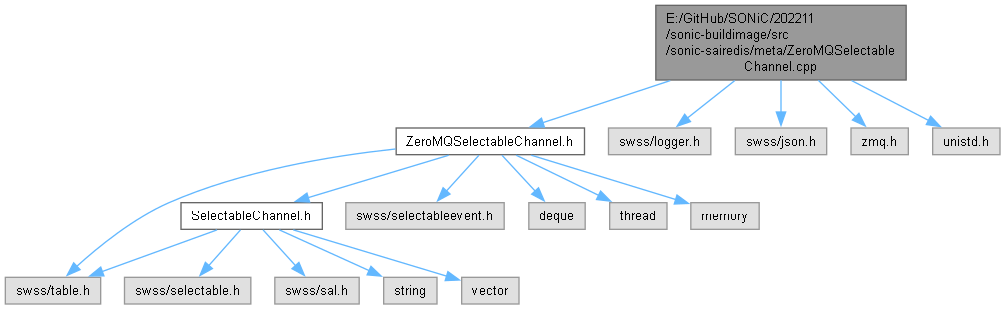 E:/GitHub/SONiC/202211
/sonic-buildimage/src
/sonic-sairedis/meta/ZeroMQSelectable
Channel.cpp
ZeroMQSelectableChannel.h
swss/logger.h
swss/json.h
zmq.h
unistd.h
SelectableChannel.h
swss/selectableevent.h
deque
thread
memory
swss/table.h
swss/selectable.h
swss/sal.h
string
vector